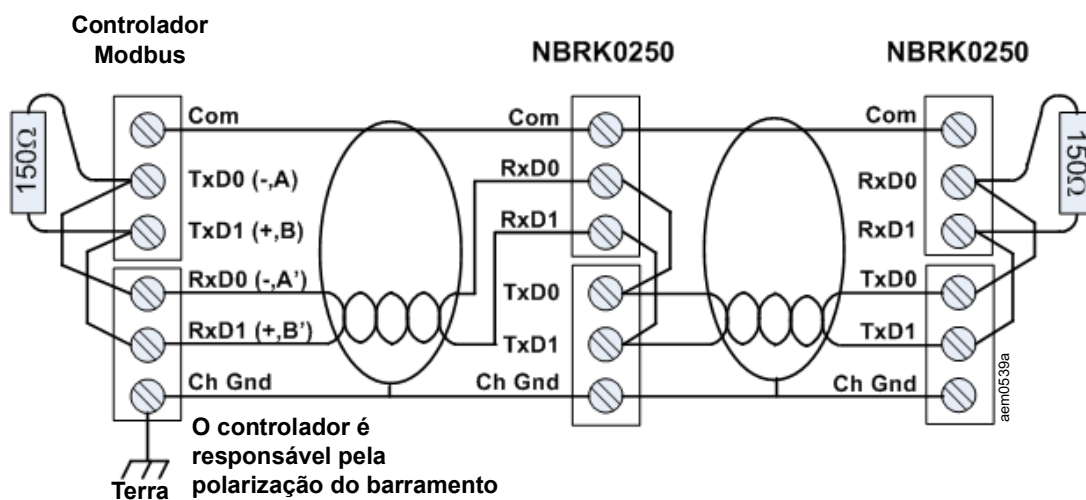 Controlador
Modbus
NBRK0250
NBRK0250
150Ω
Com
TxD0 (-,A)
TxD1 (+,B)
RxD0 (-,A')
RxD1 (+,B')
Ch Gnd
Com
RxD0
RxD1
TxD0
TxD1
Ch Gnd
Com
RxD0
RxD1
TxD0
TxD1
Ch Gnd
150Ω
aem0539a
Terra
O controlador é
responsável pela
polarização do barramento